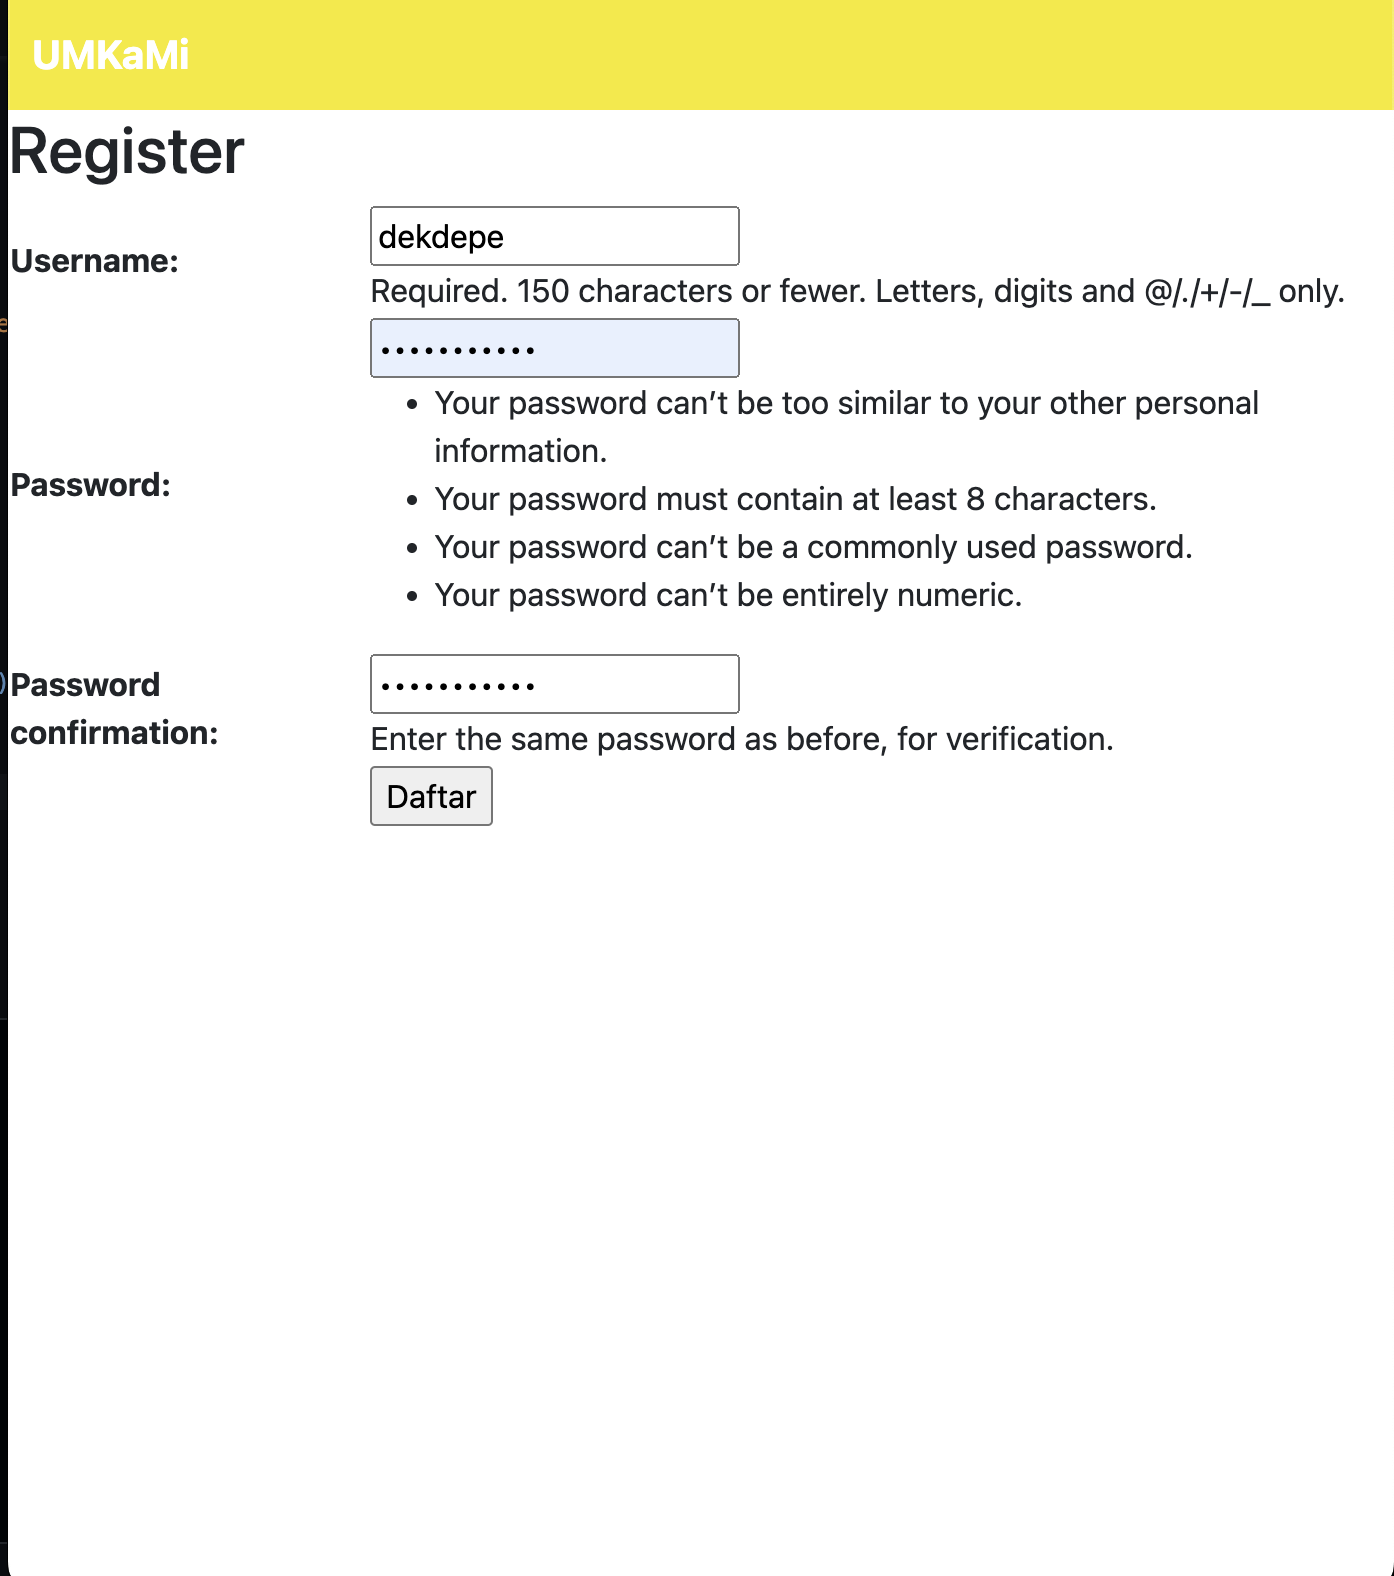 UMKaMi
Register
Username:
dekdepe
Required. 150 characters or fewer. Letters, digits and @/./+/-/_ only.
Password:
•••••••••••
• Your password can’t be too similar to your other personal
information.
• Your password must contain at least 8 characters.
• Your password can’t be a commonly used password.
• Your password can’t be entirely numeric.
Password
confirmation:
•••••••••••
Enter the same password as before, for verification.
Daftar